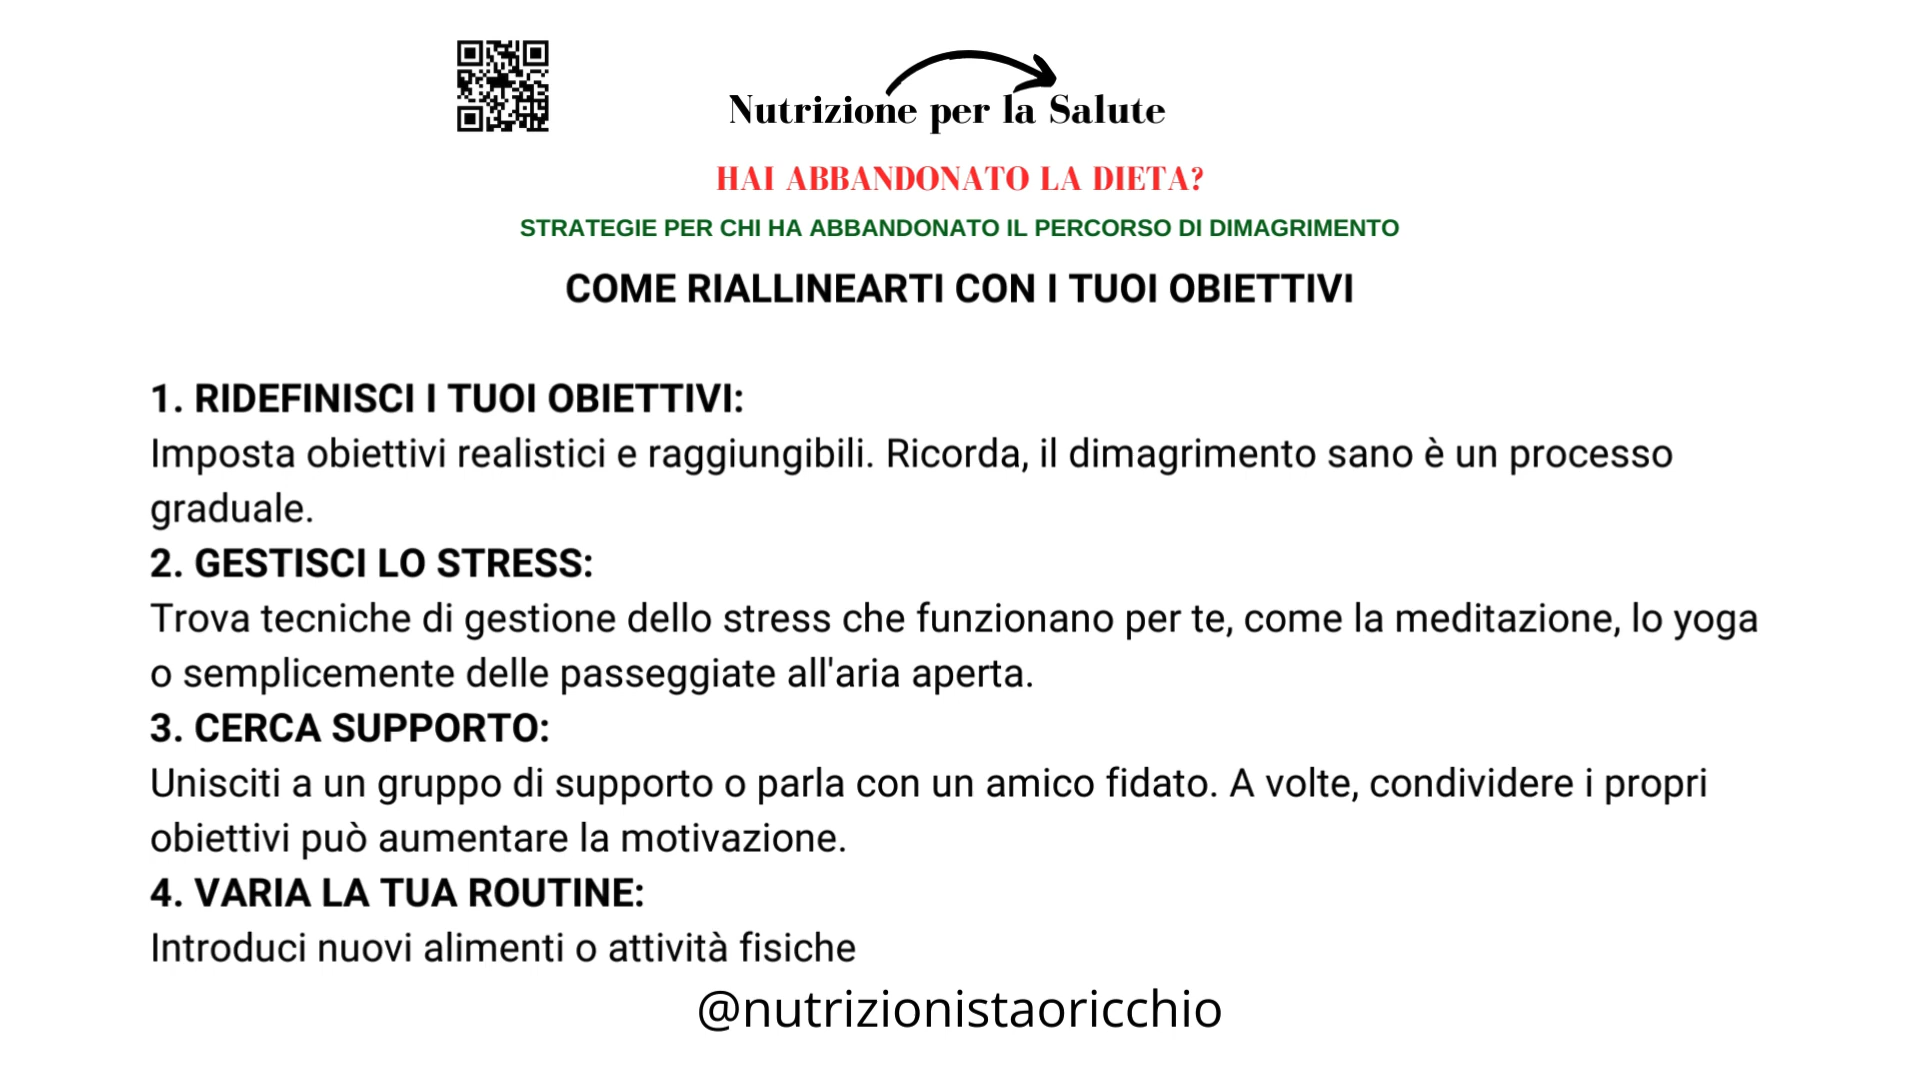 Nutrizione per la Salute
HAI ABBANDONATO LA DIETA?
STRATEGIE PER CHI HA ABBANDONATO IL PERCORSO DI DIMAGRIMENTO
COME RIALLINEARTI CON I TUOI OBIETTIVI
1. RIDEFINISCI I TUOI OBIETTIVI:
Imposta obiettivi realistici e raggiungibili. Ricorda, il dimagrimento sano è un processo
graduale.
2. GESTISCI LO STRESS:
Trova tecniche di gestione dello stress che funzionano per te, come la meditazione, lo yoga
o semplicemente delle passeggiate all'aria aperta.
3. CERCA SUPPORTO:
Unisciti a un gruppo di supporto o parla con un amico fidato. A volte, condividere i propri
obiettivi può aumentare la motivazione.
4. VARIA LA TUA ROUTINE:
Introduci nuovi alimenti o attività fisiche
@nutrizionistaoricchio